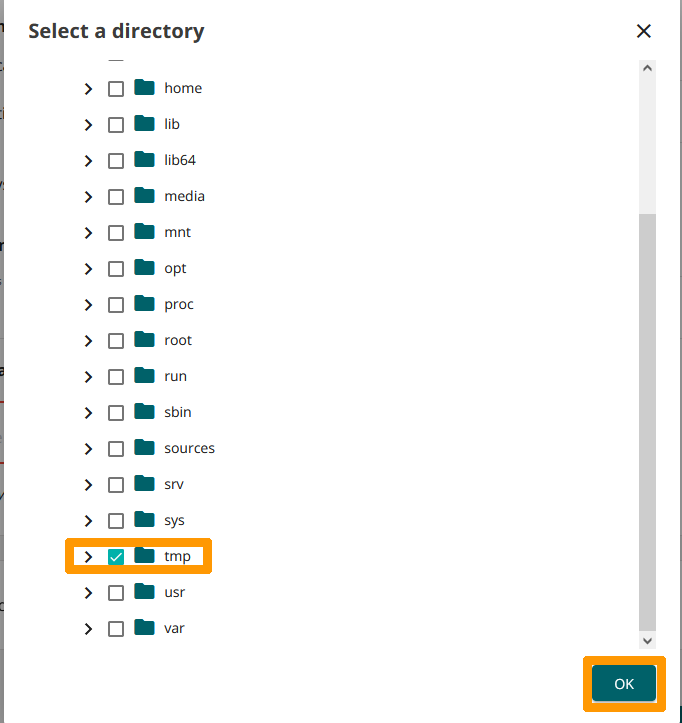 Select a directory
home
lib
lib64
media
mnt
opt
proc
root
run
sbin
sources
srv
sys
tmp
usr
var
OK